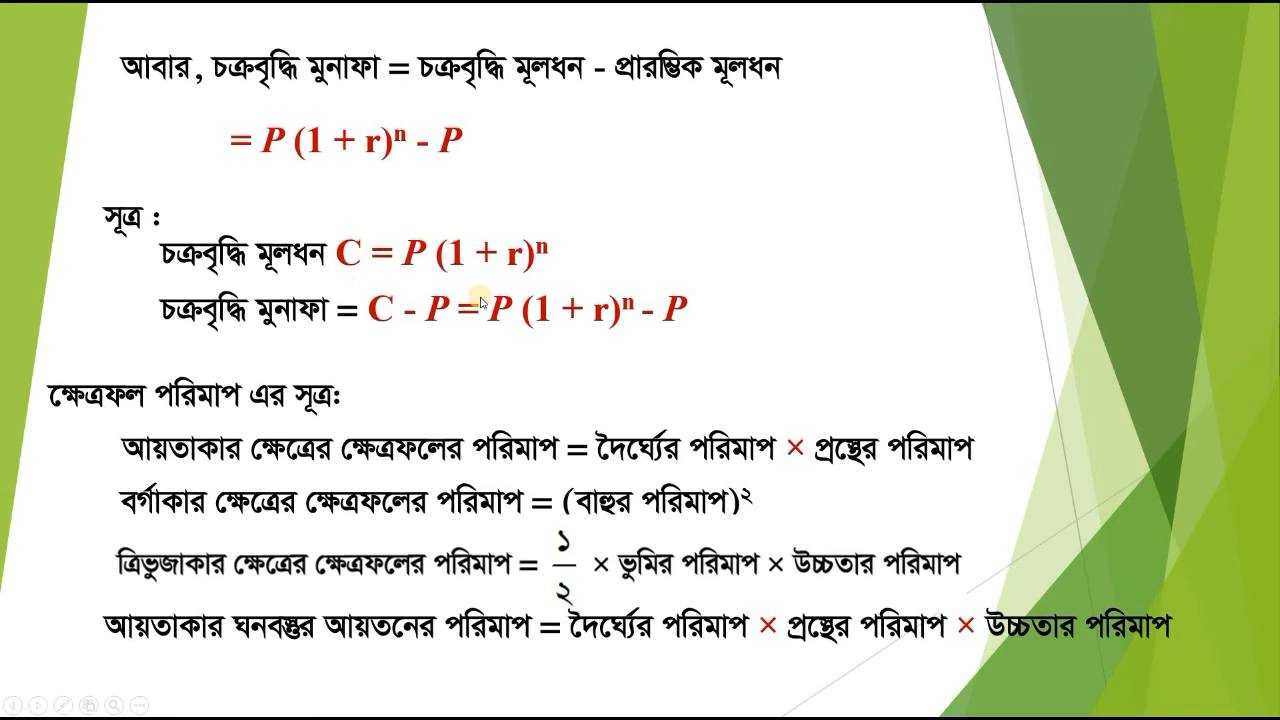 আবার, চক্রবৃদ্ধি মুনাফা = চক্রবৃদ্ধি মূলধন - প্রারম্ভিক মূলধন
= P (1 + r)ⁿ - P
সূত্র :
চক্রবৃদ্ধি মূলধন C = P (1 + r)ⁿ
চক্রবৃদ্ধি মুনাফা = C - P = P (1 + r)ⁿ - P
ক্ষেত্রফল পরিমাপ এর সূত্র:
আয়তাকার ক্ষেত্রের ক্ষেত্রফলের পরিমাপ = দৈর্ঘ্যের পরিমাপ × প্রস্থের পরিমাপ
বর্গাকার ক্ষেত্রের ক্ষেত্রফলের পরিমাপ = (বাহুর পরিমাপ)^২
ত্রিভুজাকার ক্ষেত্রের ক্ষেত্রফলের পরিমাপ = ১/২ × ভুমির পরিমাপ × উচ্চতার পরিমাপ
আয়তাকার ঘনবস্তুর আয়তনের পরিমাপ = দৈর্ঘ্যের পরিমাপ × প্রস্থের পরিমাপ × উচ্চতার পরিমাপ